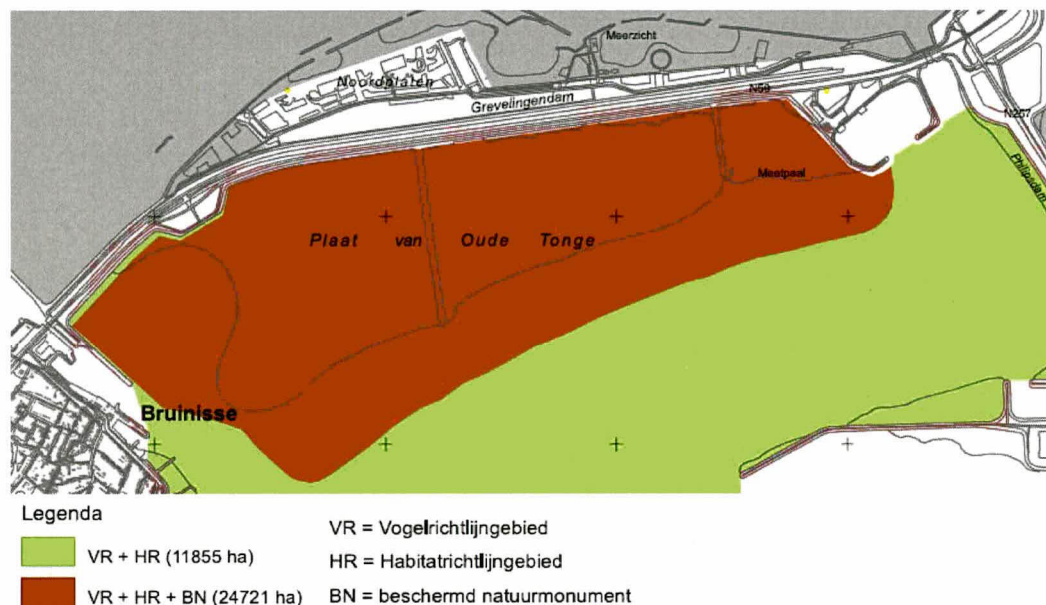 Meerzicht
Noordplaten
Grevelingendam
N59
N257
Philipsdam
Meetpaal
Plaat van Oude Tonge
Bruinisse
Legenda
VR + HR (11855 ha)
VR + HR + BN (24721 ha)
VR = Vogelrichtlijngebied
HR = Habitatrichtlijngebied
BN = beschermd natuurmonument